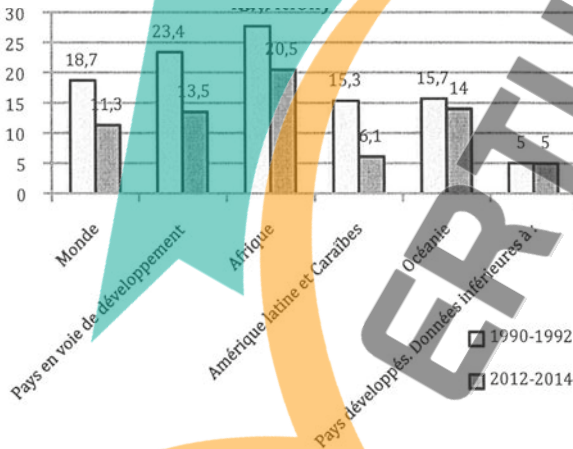 30
25
20
15
10
5
0
18,7
11,3
23,4
13,5
20,5
15,3
6,1
15,7
14
5
5
Monde
Pays en voie de développement
Afrique
Amérique latine et Caraïbes
Océanie
Pays développés. Données inférieures à :
1990-1992
2012-2014
ERTU